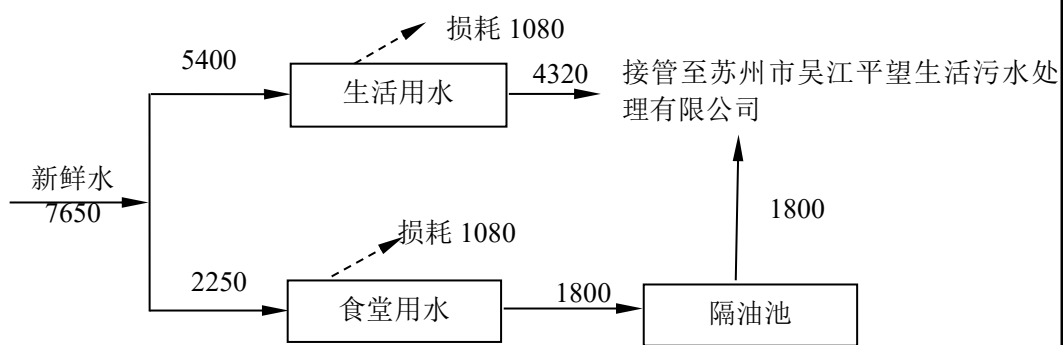 损耗 1080
5400
生活用水
4320
接管至苏州市吴江平望生活污水处
理有限公司
新鲜水
7650
1800
损耗 1080
2250
食堂用水
1800
隔油池